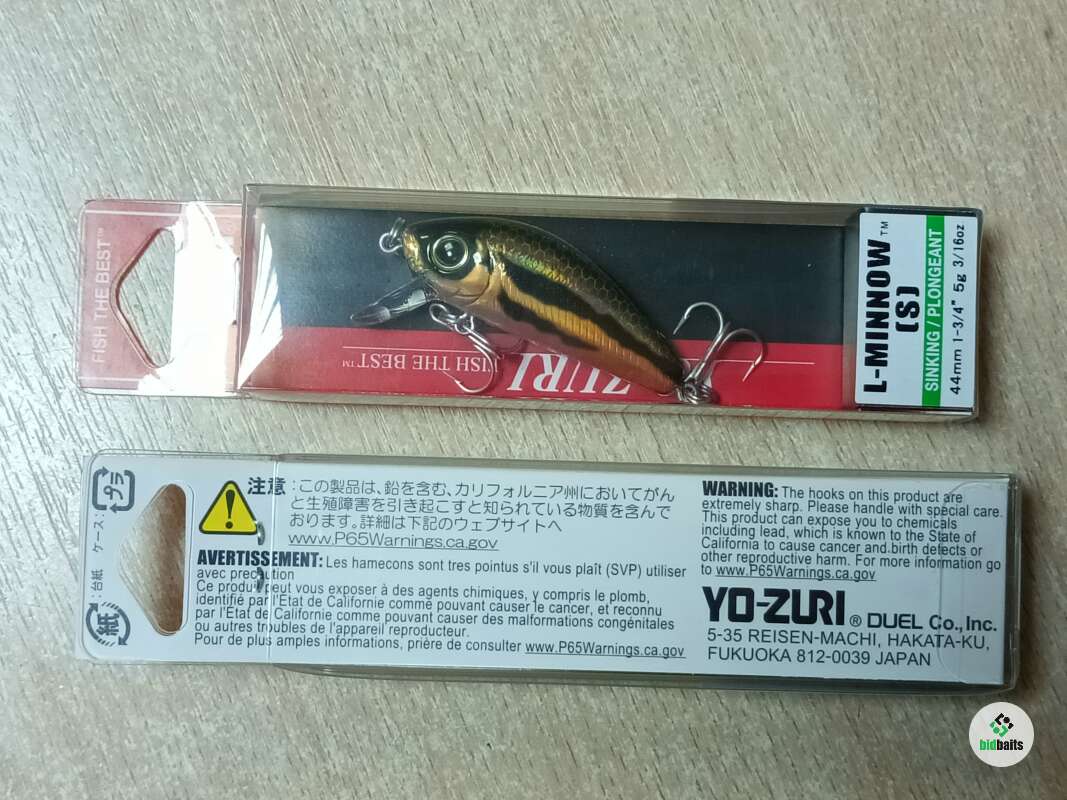 FISH THE BEST™
ZURI
FISH THE BEST™
L-MINNOW™
(S)
SINKING / PLONGEANT
44mm 1-3/4" 5g 3/16oz
プラ
: 台紙 ケース:
紙
注意 :この製品は、鉛を含む、カリフォルニア州においてがん
と生殖障害を引き起こすと知られている物質を含んで
おります。詳細は下記のウェブサイトへ
www.P65Warnings.ca.gov
AVERTISSEMENT: Les hamecons sont tres pointus s'il vous plaît (SVP) utiliser
avec precaution
Ce produit peut vous exposer à des agents chimiques, y compris le plomb,
identifié par l'État de Californie comme pouvant causer le cancer, et reconnu
par l'État de Californie comme pouvant causer des malformations congénitales
ou autres troubles de l'appareil reproducteur.
Pour de plus amples informations, prière de consulter www.P65Warnings.ca.gov
WARNING: The hooks on this product are
extremely sharp. Please handle with special care.
This product can expose you to chemicals
including lead, which is known to the State of
California to cause cancer and birth defects or
other reproductive harm. For more information go
to www.P65Warnings.ca.gov
YO-ZURI® DUEL Co., Inc.
5-35 REISEN-MACHI, HAKATA-KU,
FUKUOKA 812-0039 JAPAN
bidbaits